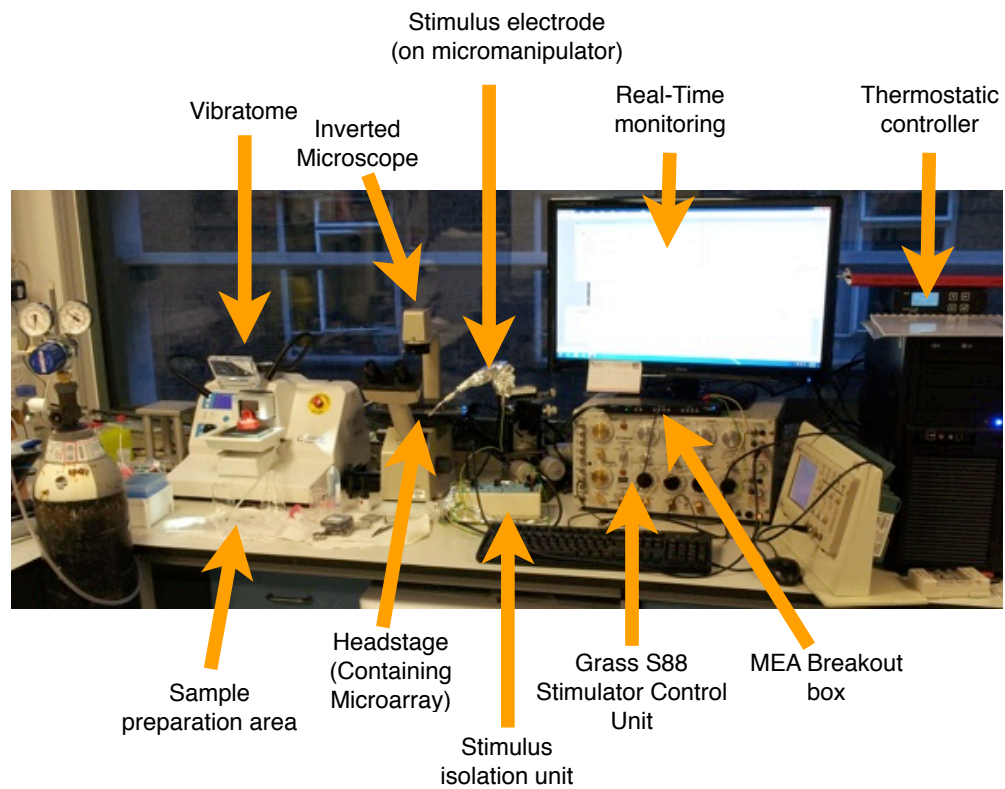 Stimulus electrode
(on micromanipulator)
Vibratome
Inverted
Microscope
Real-Time
monitoring
Thermostatic
controller
Sample
preparation area
Headstage
(Containing
Microarray)
Stimulus
isolation unit
Grass S88
Stimulator Control
Unit
MEA Breakout
box